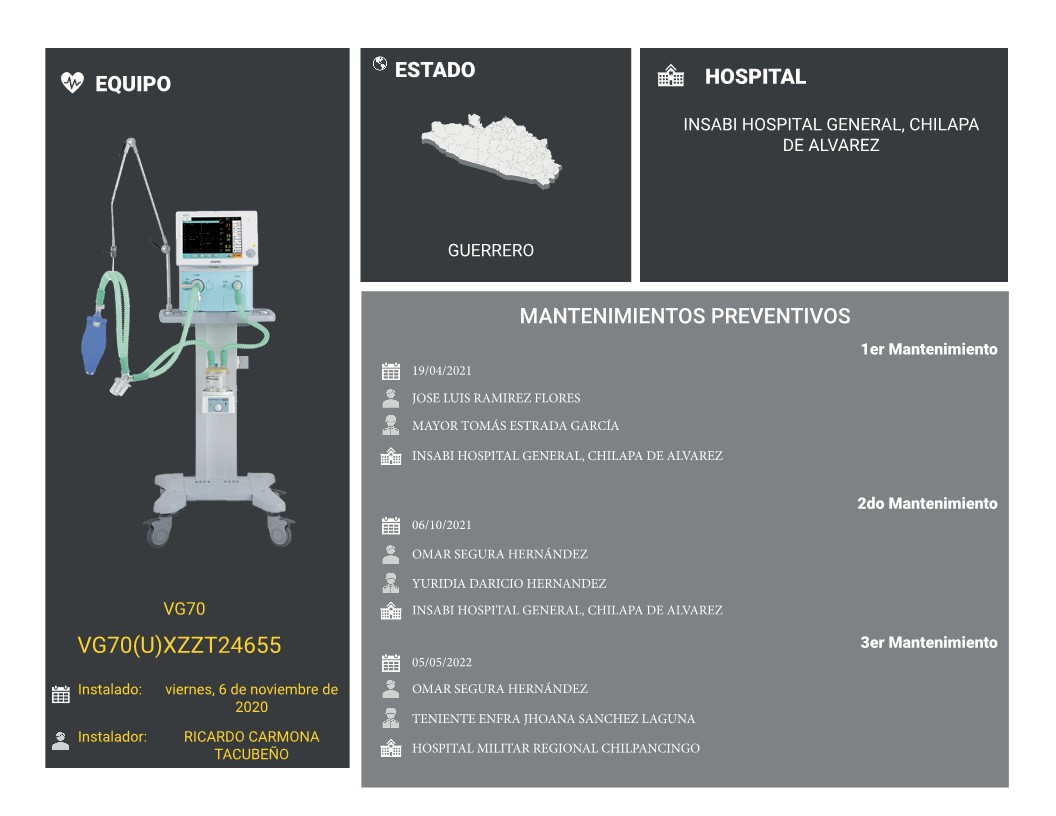 EQUIPO
VG70
VG70(U)XZZT24655
Instalado: viernes, 6 de noviembre de
2020
Instalador: RICARDO CARMONA
TACUBEÑO
ESTADO
GUERRERO
HOSPITAL
INSABI HOSPITAL GENERAL, CHILAPA
DE ALVAREZ
MANTENIMIENTOS PREVENTIVOS
1er Mantenimiento
19/04/2021
JOSE LUIS RAMIREZ FLORES
MAYOR TOMÁS ESTRADA GARCÍA
INSABI HOSPITAL GENERAL, CHILAPA DE ALVAREZ
2do Mantenimiento
06/10/2021
OMAR SEGURA HERNÁNDEZ
YURIDIA DARICIO HERNANDEZ
INSABI HOSPITAL GENERAL, CHILAPA DE ALVAREZ
3er Mantenimiento
05/05/2022
OMAR SEGURA HERNÁNDEZ
TENIENTE ENFRA JHOANA SANCHEZ LAGUNA
HOSPITAL MILITAR REGIONAL CHILPANCINGO